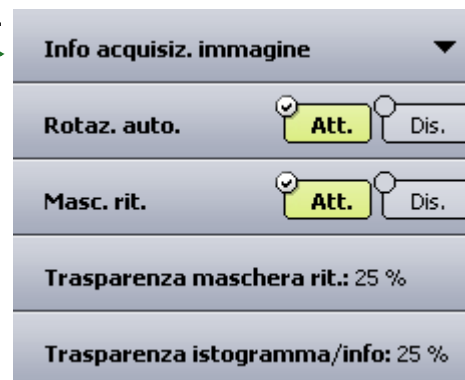 Info acquisiz. immagine
Rotaz. auto. Att. Dis.
Masc. rit. Att. Dis.
Trasparenza maschera rit.: 25 %
Trasparenza istogramma/info: 25 %